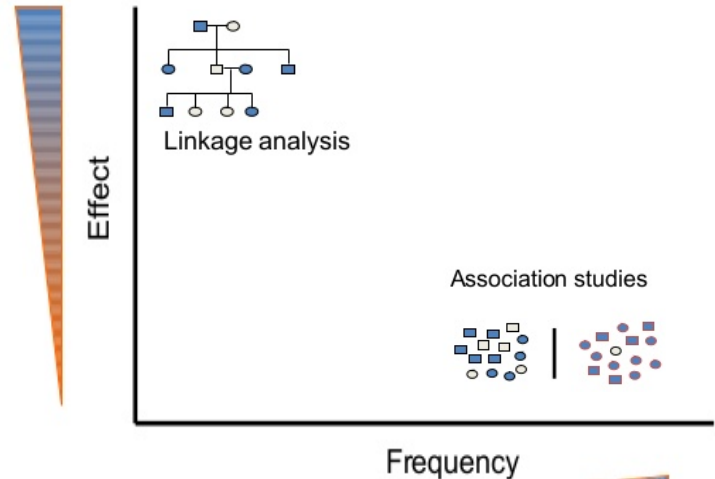 Linkage analysis
Effect
Association studies
Frequency